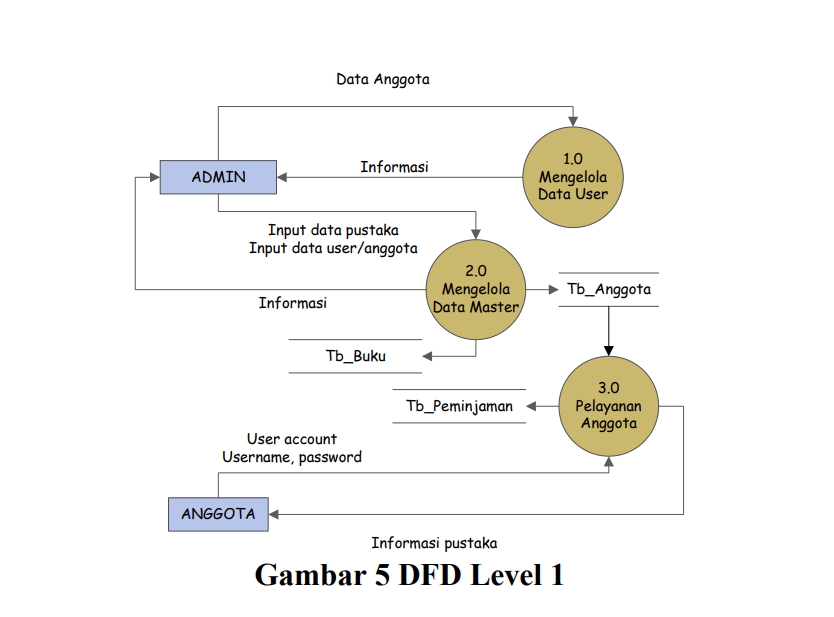 Data Anggota
1.0
Mengelola
Data User
ADMIN
Informasi
Input data pustaka
Input data user/anggota
2.0
Mengelola
Data Master
Tb_Anggota
Informasi
Tb_Buku
3.0
Pelayanan
Anggota
Tb_Peminjaman
User account
Username, password
ANGGOTA
Informasi pustaka
Gambar 5 DFD Level 1